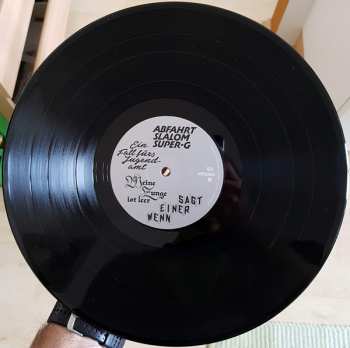 ABFAHRT
SLALOM
SUPER-G
Ein
Fall fürs
Jugend-
amt
Meine
Zunge
ist leer
SAGT
EINER
WENN